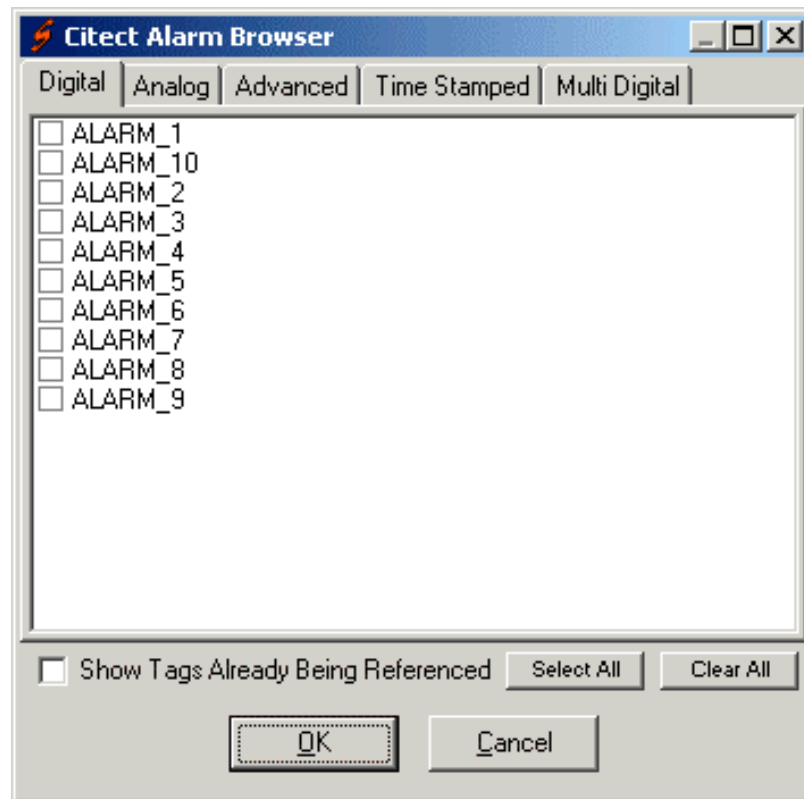 Citect Alarm Browser
Digital Analog Advanced Time Stamped Multi Digital
ALARM_1
ALARM_10
ALARM_2
ALARM_3
ALARM_4
ALARM_5
ALARM_6
ALARM_7
ALARM_8
ALARM_9
Show Tags Already Being Referenced Select All Clear All
OK Cancel